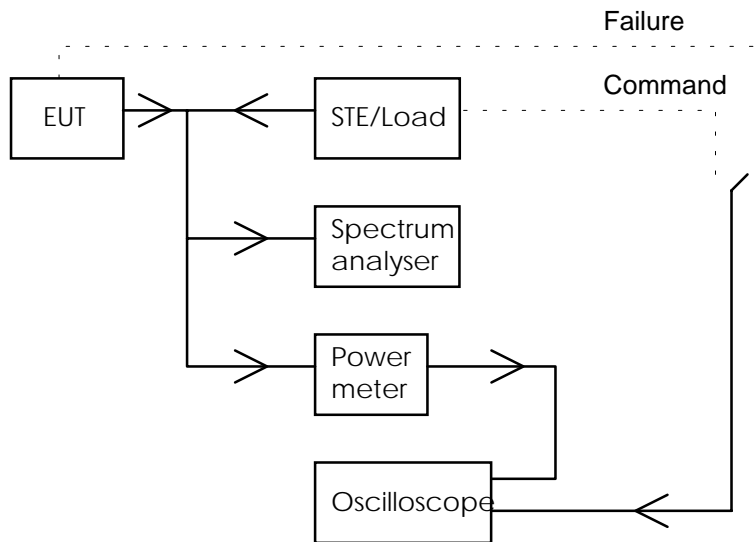 Failure
Command
EUT
STE/Load
Spectrum
analyser
Power
meter
Oscilloscope